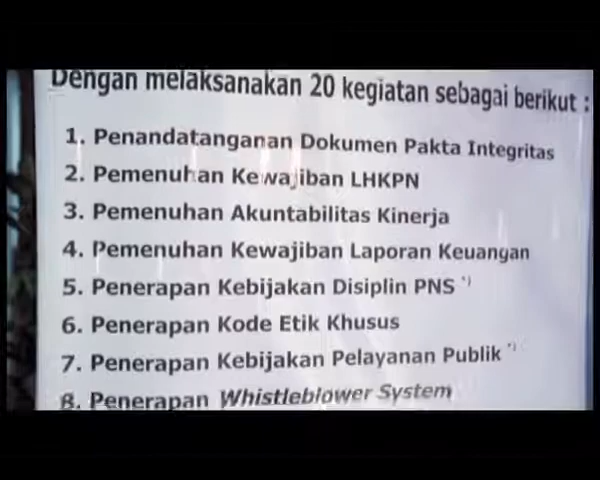 Dengan melaksanakan 20 kegiatan sebagai berikut :
1. Penandatanganan Dokumen Pakta Integritas
2. Pemenuhan Kewajiban LHKPN
3. Pemenuhan Akuntabilitas Kinerja
4. Pemenuhan Kewajiban Laporan Keuangan
5. Penerapan Kebijakan Disiplin PNS *)
6. Penerapan Kode Etik Khusus
7. Penerapan Kebijakan Pelayanan Publik *)
8. Penerapan Whistleblower System